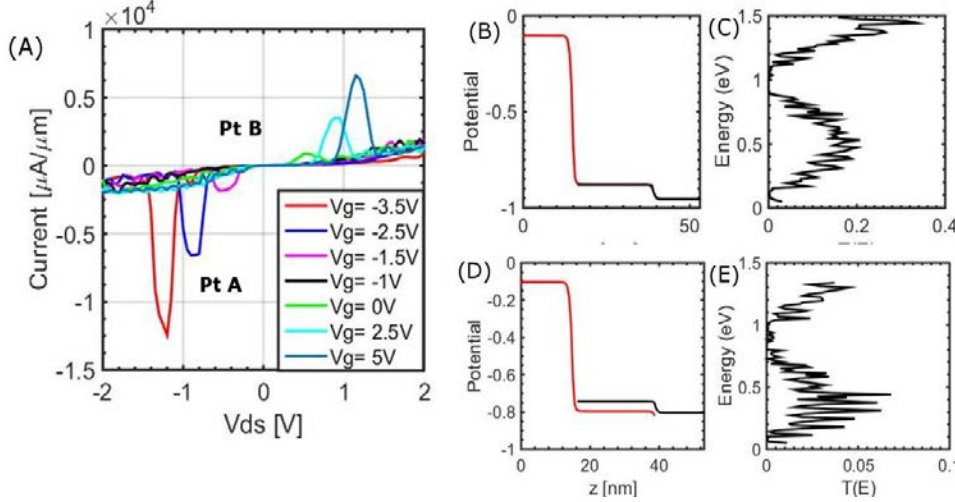 (A)
×10⁴
1
0.5
0
-0.5
-1
-1.5
Current [μA/μm]
Pt B
Pt A
Vg= -3.5V
Vg= -2.5V
Vg= -1.5V
Vg= -1V
Vg= 0V
Vg= 2.5V
Vg= 5V
-2 -1 0 1 2
Vds [V]
(B)
0
-0.5
-1
Potential
0 50
(C)
1.5
1
0.5
0
Energy (eV)
0 0.2 0.4
(D)
0
-0.2
-0.4
-0.6
-0.8
-1
Potential
0 20 40
z [nm]
(E)
1.5
1
0.5
0
Energy (eV)
0 0.05 0.1
T(E)